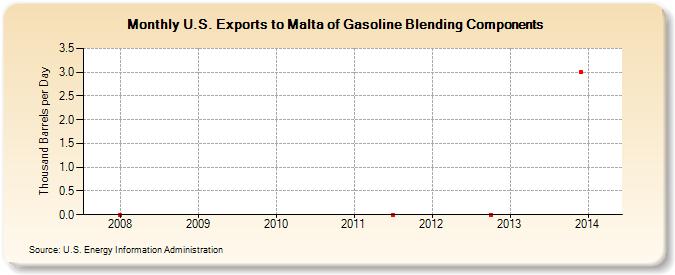 Monthly U.S. Exports to Malta of Gasoline Blending Components
Thousand Barrels per Day
3.5
3.0
2.5
2.0
1.5
1.0
0.5
0.0
2008 2009 2010 2011 2012 2013 2014
Source: U.S. Energy Information Administration